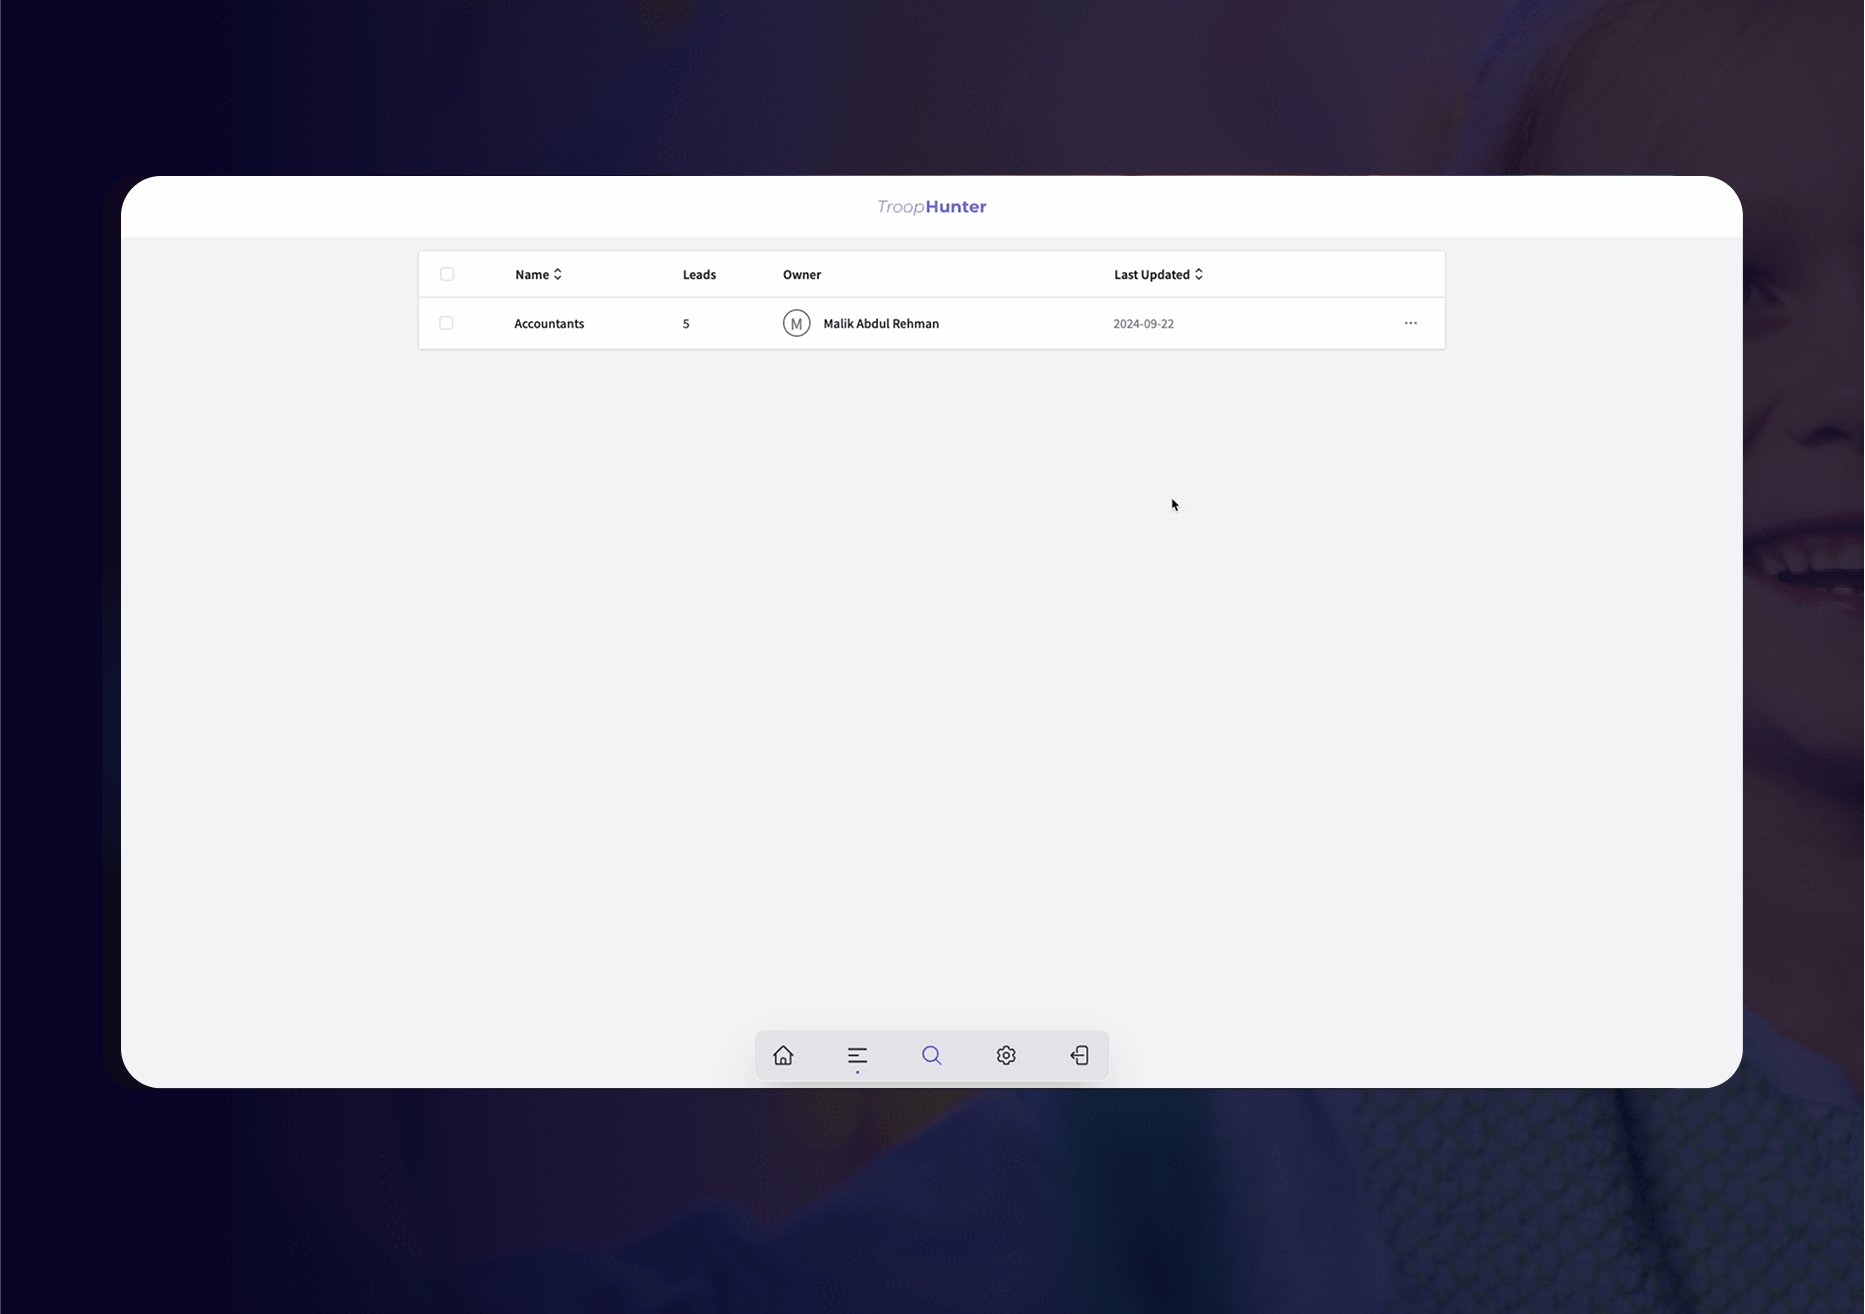 TroopHunter
Name Leads Owner Last Updated
Accountants 5 M Malik Abdul Rehman 2024-09-22